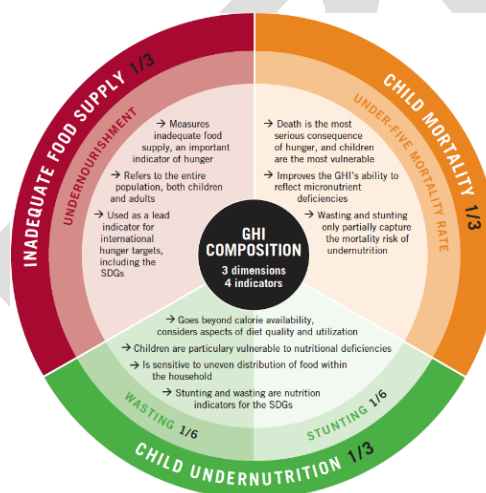 INADEQUATE FOOD SUPPLY 1/3
UNDERNOURISHMENT
→ Measures
inadequate food
supply, an important
indicator of hunger
→ Refers to the entire
population, both children
and adults
→ Used as a lead
indicator for
international
hunger targets,
including the
SDGs
CHILD MORTALITY 1/3
UNDER-FIVE MORTALITY RATE
→ Death is the most
serious consequence
of hunger, and children
are the most vulnerable
→ Improves the GHI's ability to
reflect micronutrient
deficiencies
→ Wasting and stunting
only partially capture
the mortality risk of
undernutrition
GHI
COMPOSITION
3 dimensions
4 indicators
→ Goes beyond calorie availability,
considers aspects of diet quality and utilization
→ Children are particulary vulnerable to nutritional deficiencies
→ Is sensitive to uneven distribution of food within
the household
→ Stunting and wasting are nutrition
indicators for the SDGs
WASTING 1/6
STUNTING 1/6
CHILD UNDERNUTRITION 1/3